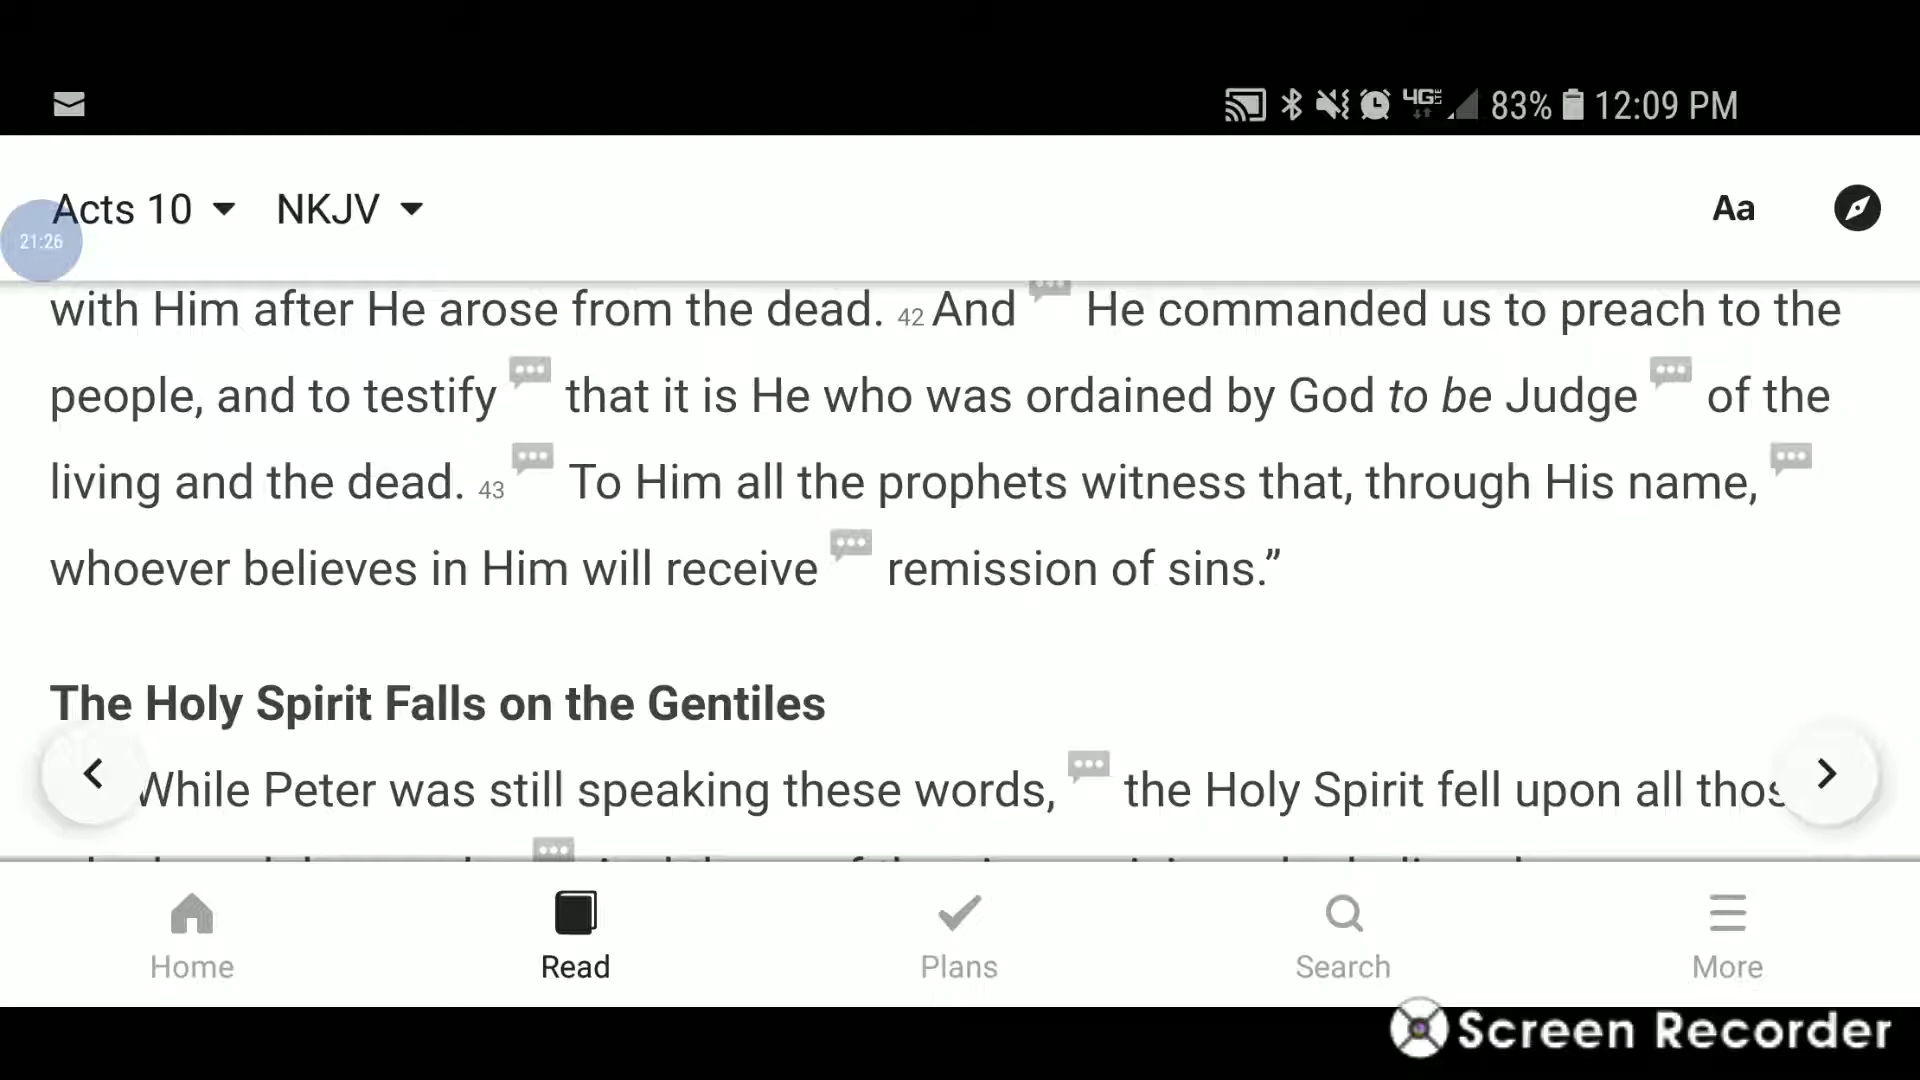 4G LTE 83% 12:09 PM
Acts 10 NKJV Aa
21:26
with Him after He arose from the dead. 42 And He commanded us to preach to the
people, and to testify that it is He who was ordained by God to be Judge of the
living and the dead. 43 To Him all the prophets witness that, through His name,
whoever believes in Him will receive remission of sins.”
The Holy Spirit Falls on the Gentiles
While Peter was still speaking these words, the Holy Spirit fell upon all thos
Home Read Plans Search More
Screen Recorder